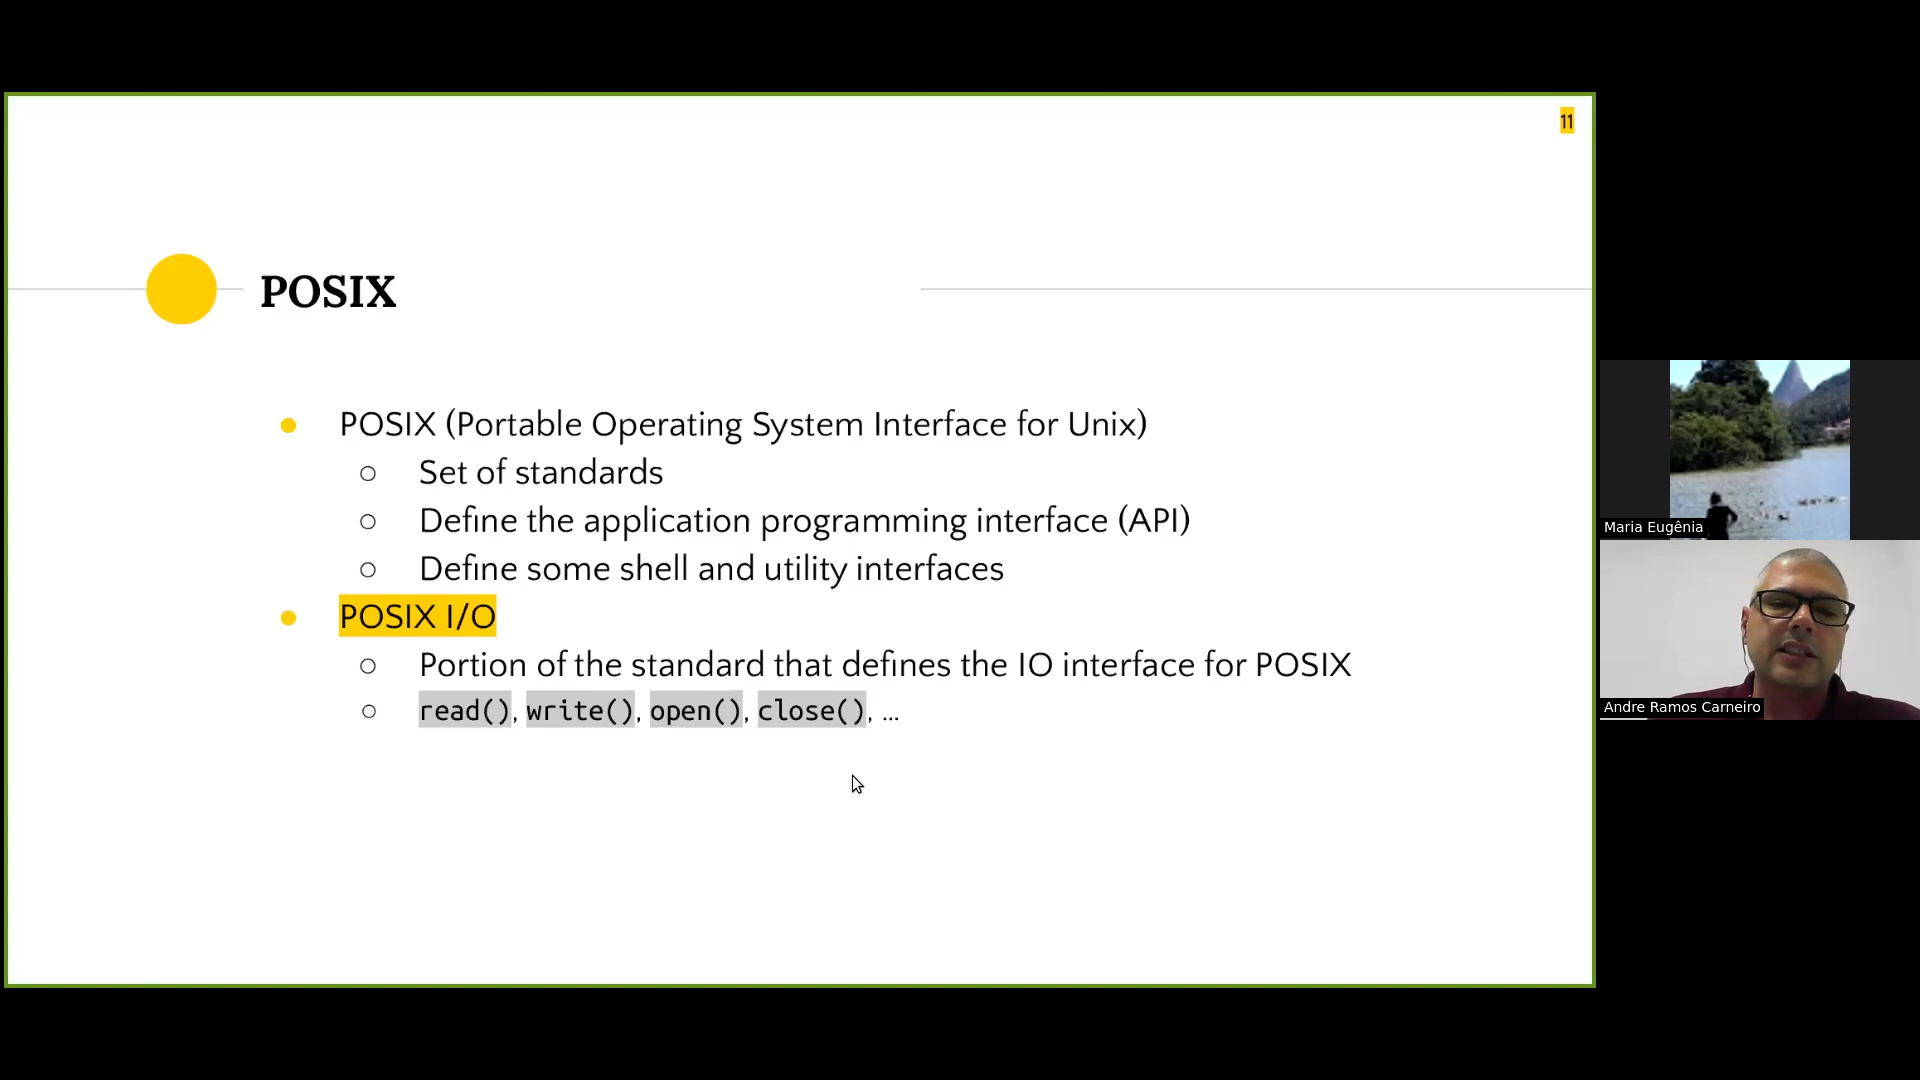 11
POSIX
● POSIX (Portable Operating System Interface for Unix)
○ Set of standards
○ Define the application programming interface (API)
○ Define some shell and utility interfaces
● POSIX I/O
○ Portion of the standard that defines the IO interface for POSIX
○ read(), write(), open(), close(), ...
Maria Eugênia
Andre Ramos Carneiro